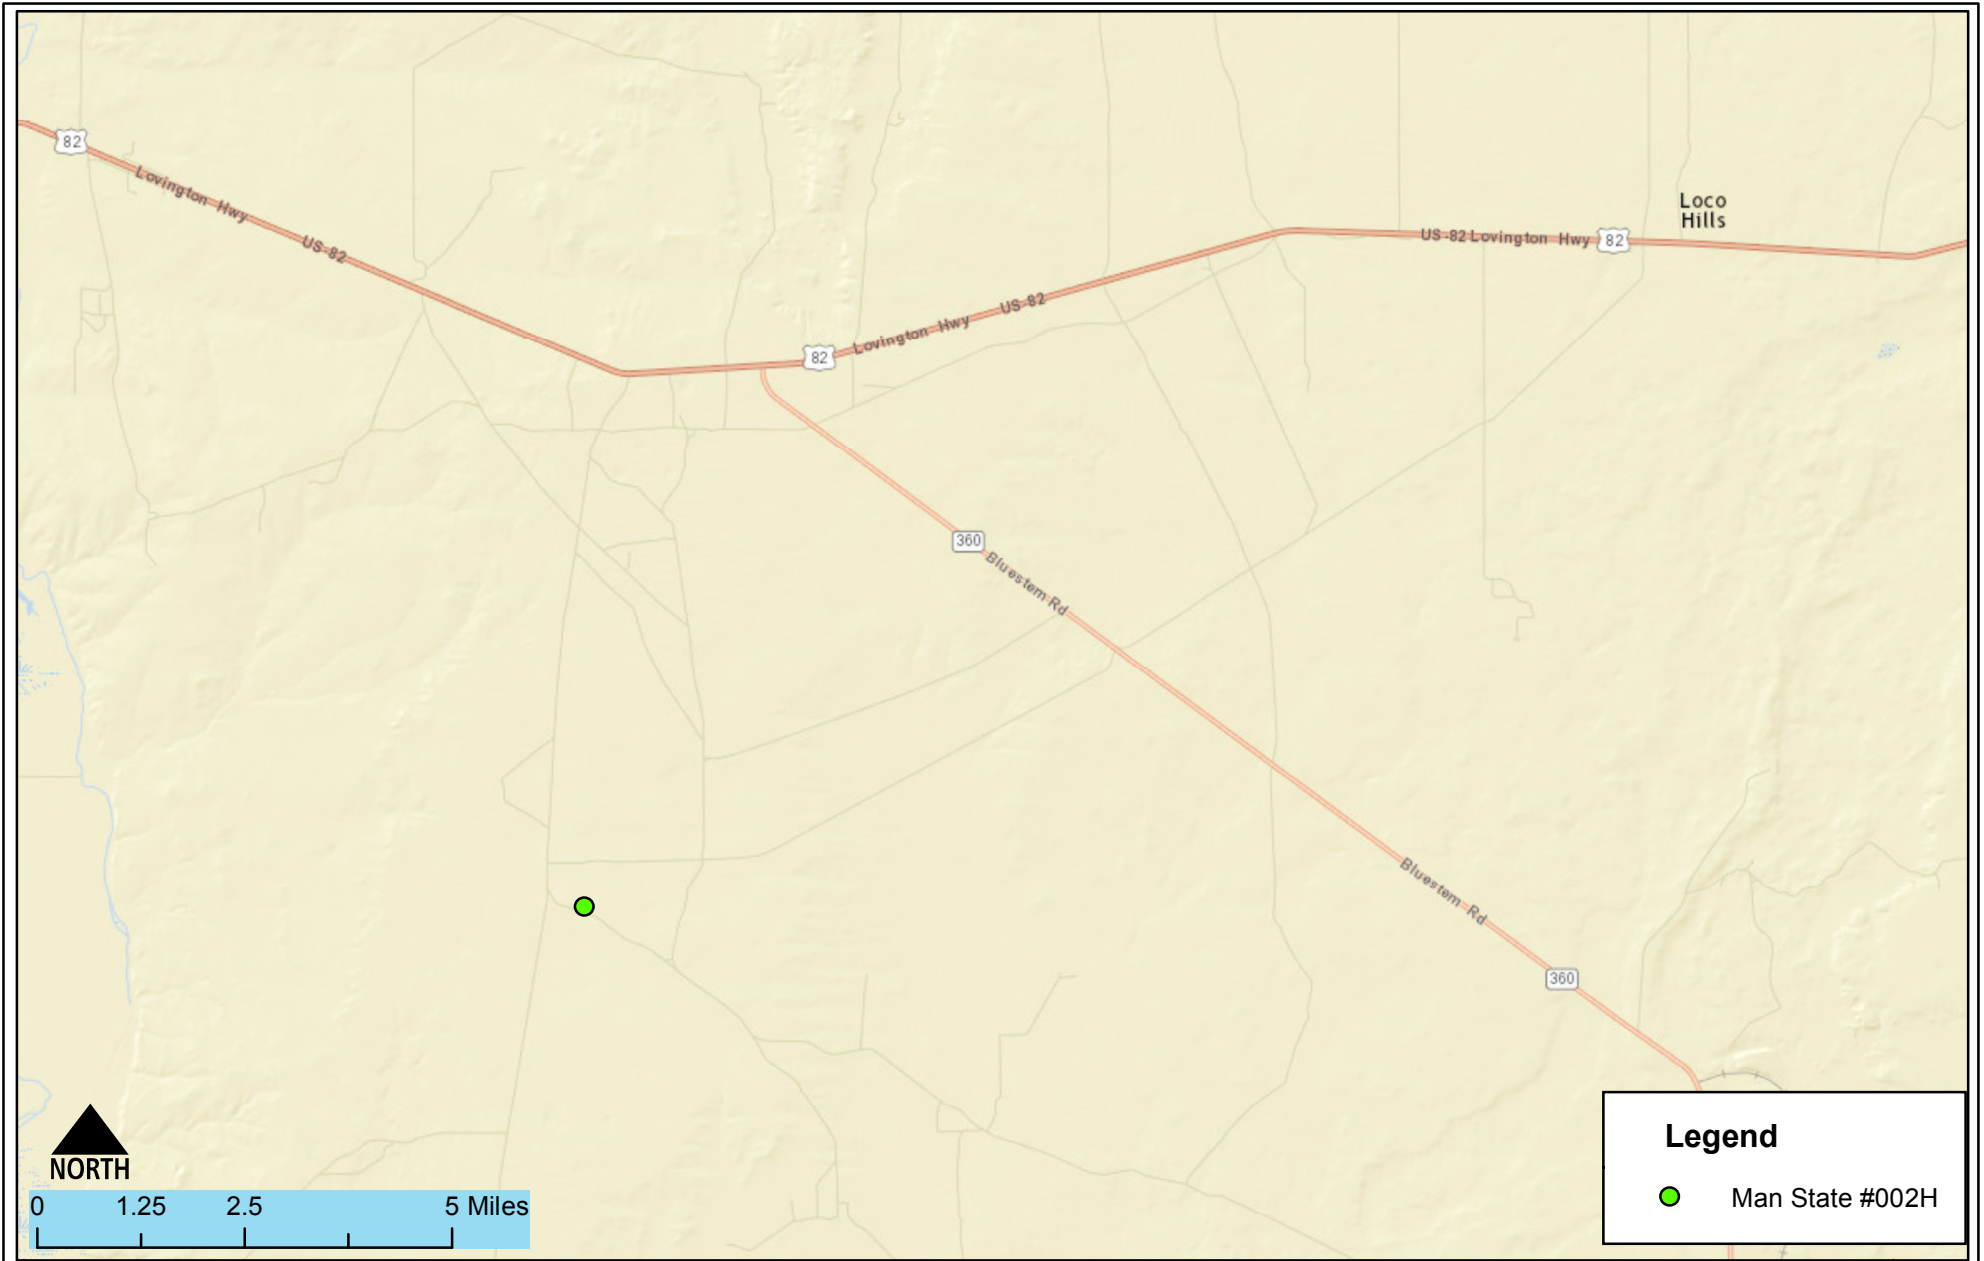 82
Lovington Hwy
US-82
Loco
Hills
US-82 Lovington Hwy
82
US-82
Lovington Hwy
82
360
Bluestem Rd
Bluestem Rd
360
NORTH
0 1.25 2.5 5 Miles
Legend
Man State #002H